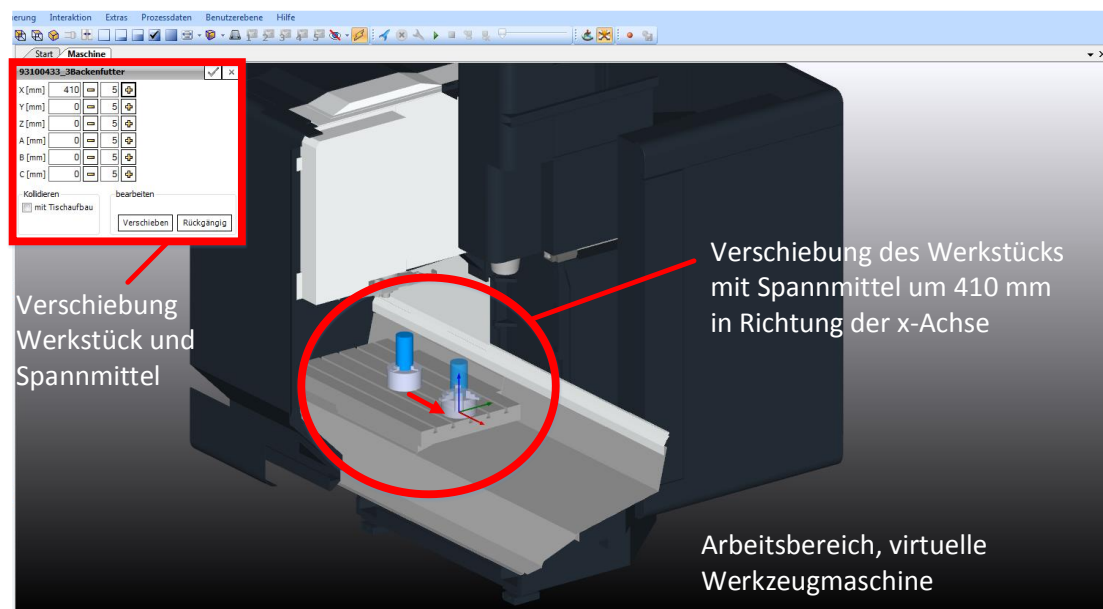 uerung Interaktion Extras Prozessdaten Benutzerebene Hilfe
Start Maschine
93100433_3Backenfutter
X [mm] 410 5
Y [mm] 0 5
Z [mm] 0 5
A [mm] 0 5
B [mm] 0 5
C [mm] 0 5
Kollidieren bearbeiten
mit Tischaufbau
Verschieben Rückgängig
Verschiebung
Werkstück und
Spannmittel
Verschiebung des Werkstücks
mit Spannmittel um 410 mm
in Richtung der x-Achse
Arbeitsbereich, virtuelle
Werkzeugmaschine